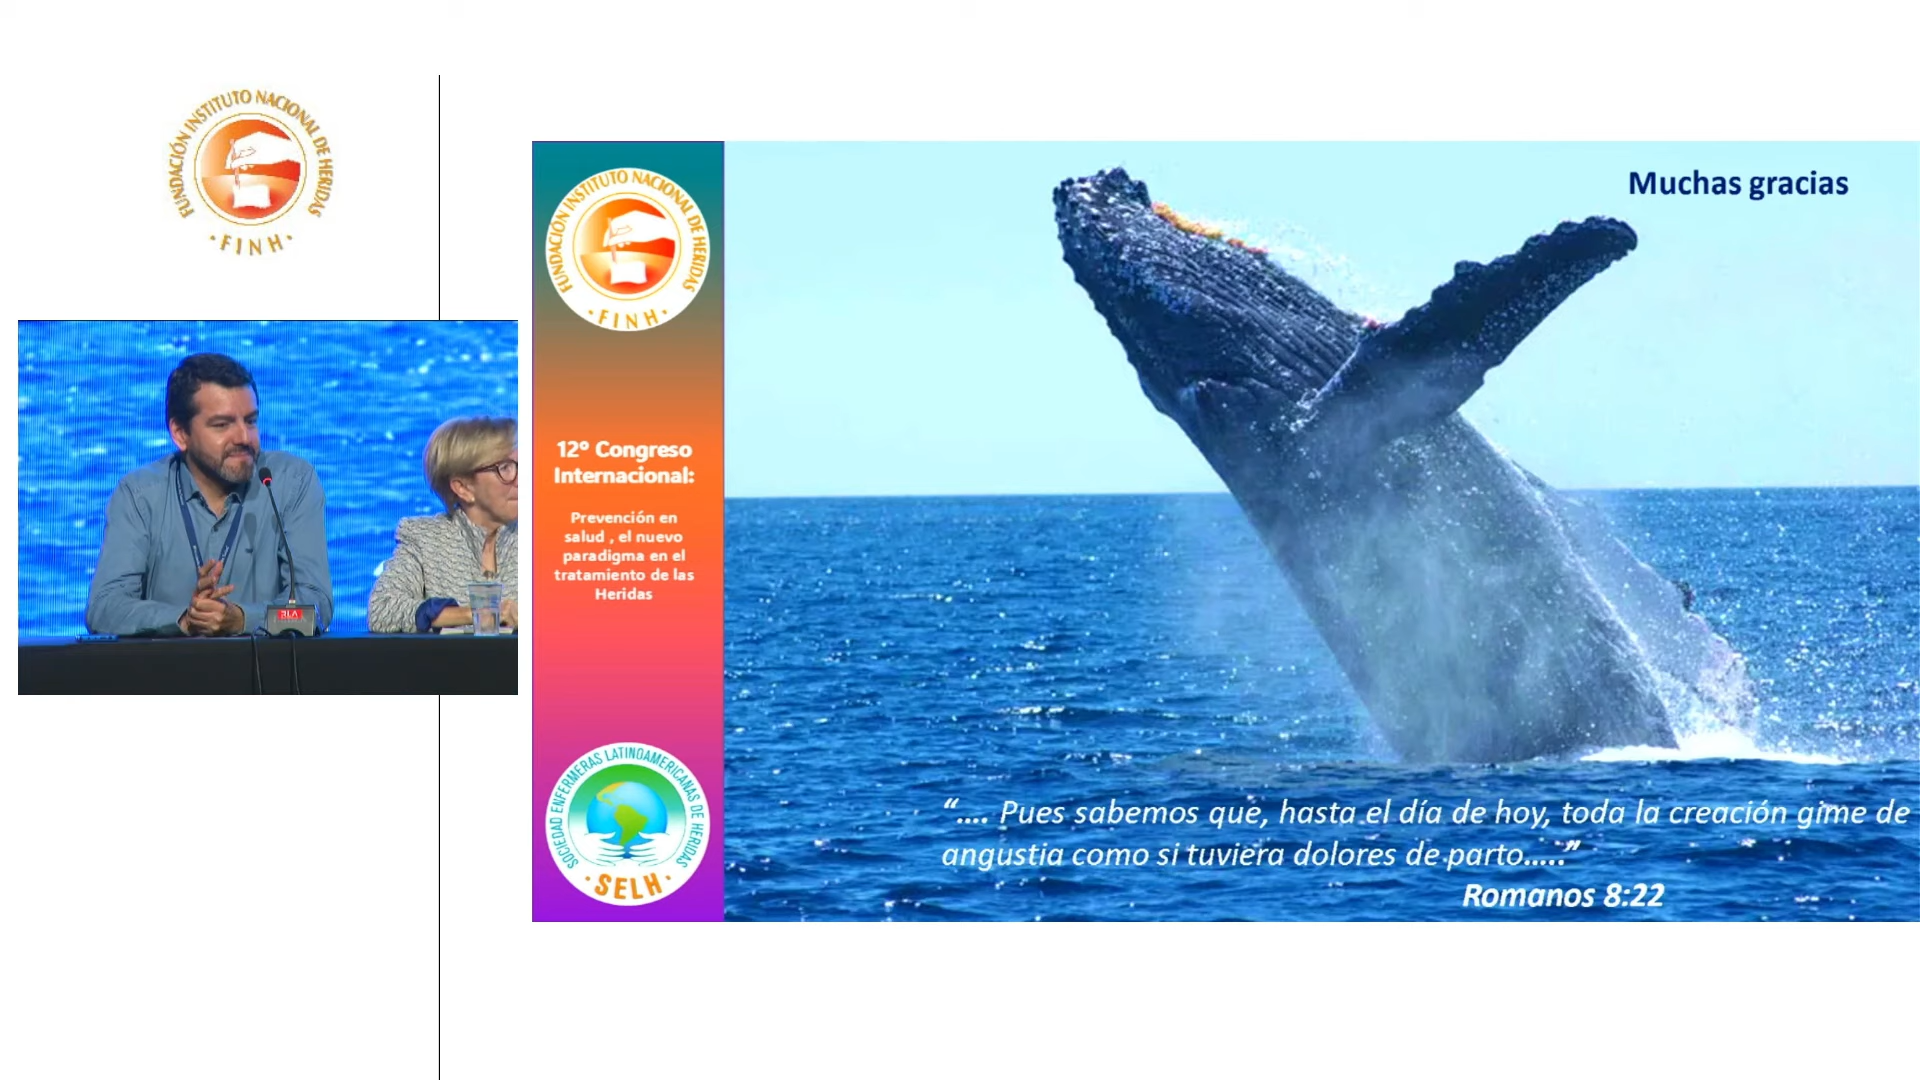 FUNDACIÓN INSTITUTO NACIONAL DE HERIDAS
·FINH·
FUNDACIÓN INSTITUTO NACIONAL DE HERIDAS
·FINH·
12º Congreso
Internacional:
Prevención en
salud , el nuevo
paradigma en el
tratamiento de las
Heridas
SOCIEDAD ENFERMERAS LATINOAMERICANAS DE HERIDAS
·SELH·
Muchas gracias
“.... Pues sabemos que, hasta el día de hoy, toda la creación gime de
angustia como si tuviera dolores de parto.....”
Romanos 8:22